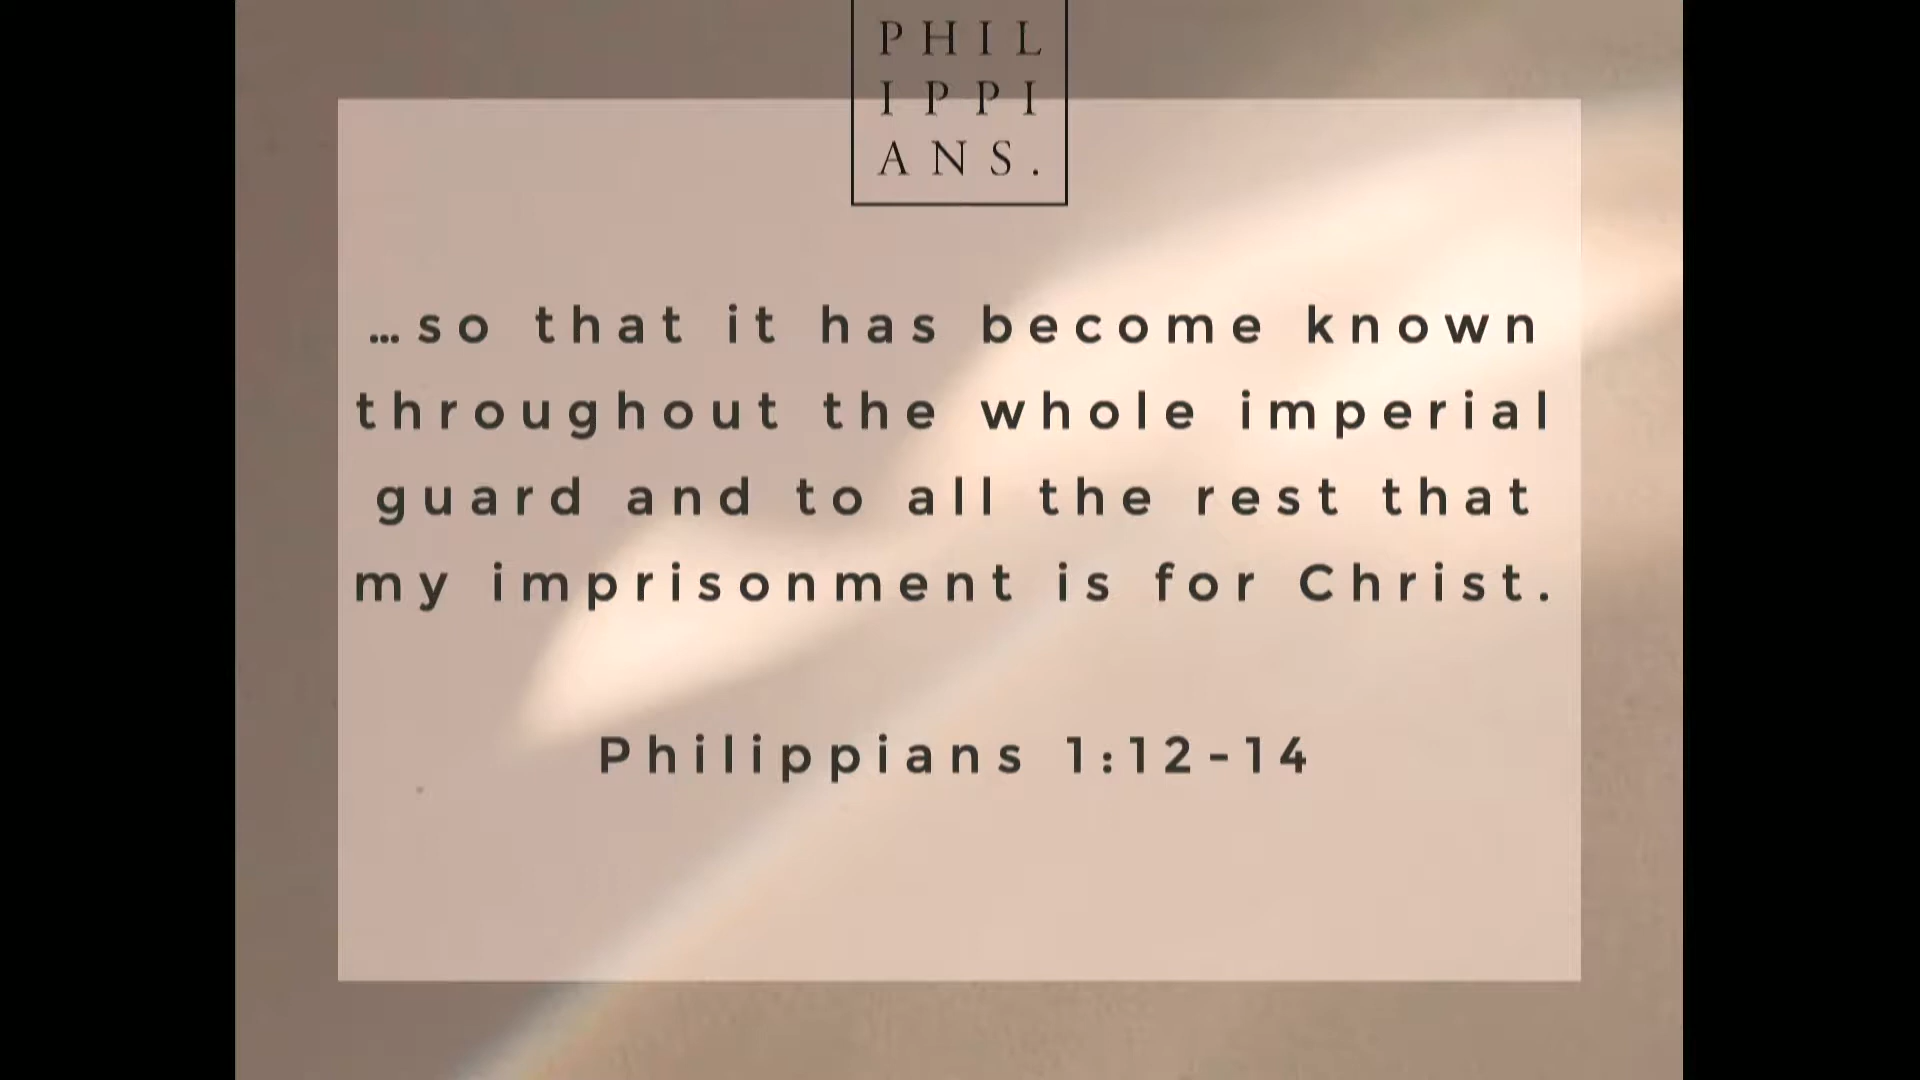 PHIL
IPPI
ANS.
...so that it has become known
throughout the whole imperial
guard and to all the rest that
my imprisonment is for Christ.
Philippians 1:12-14